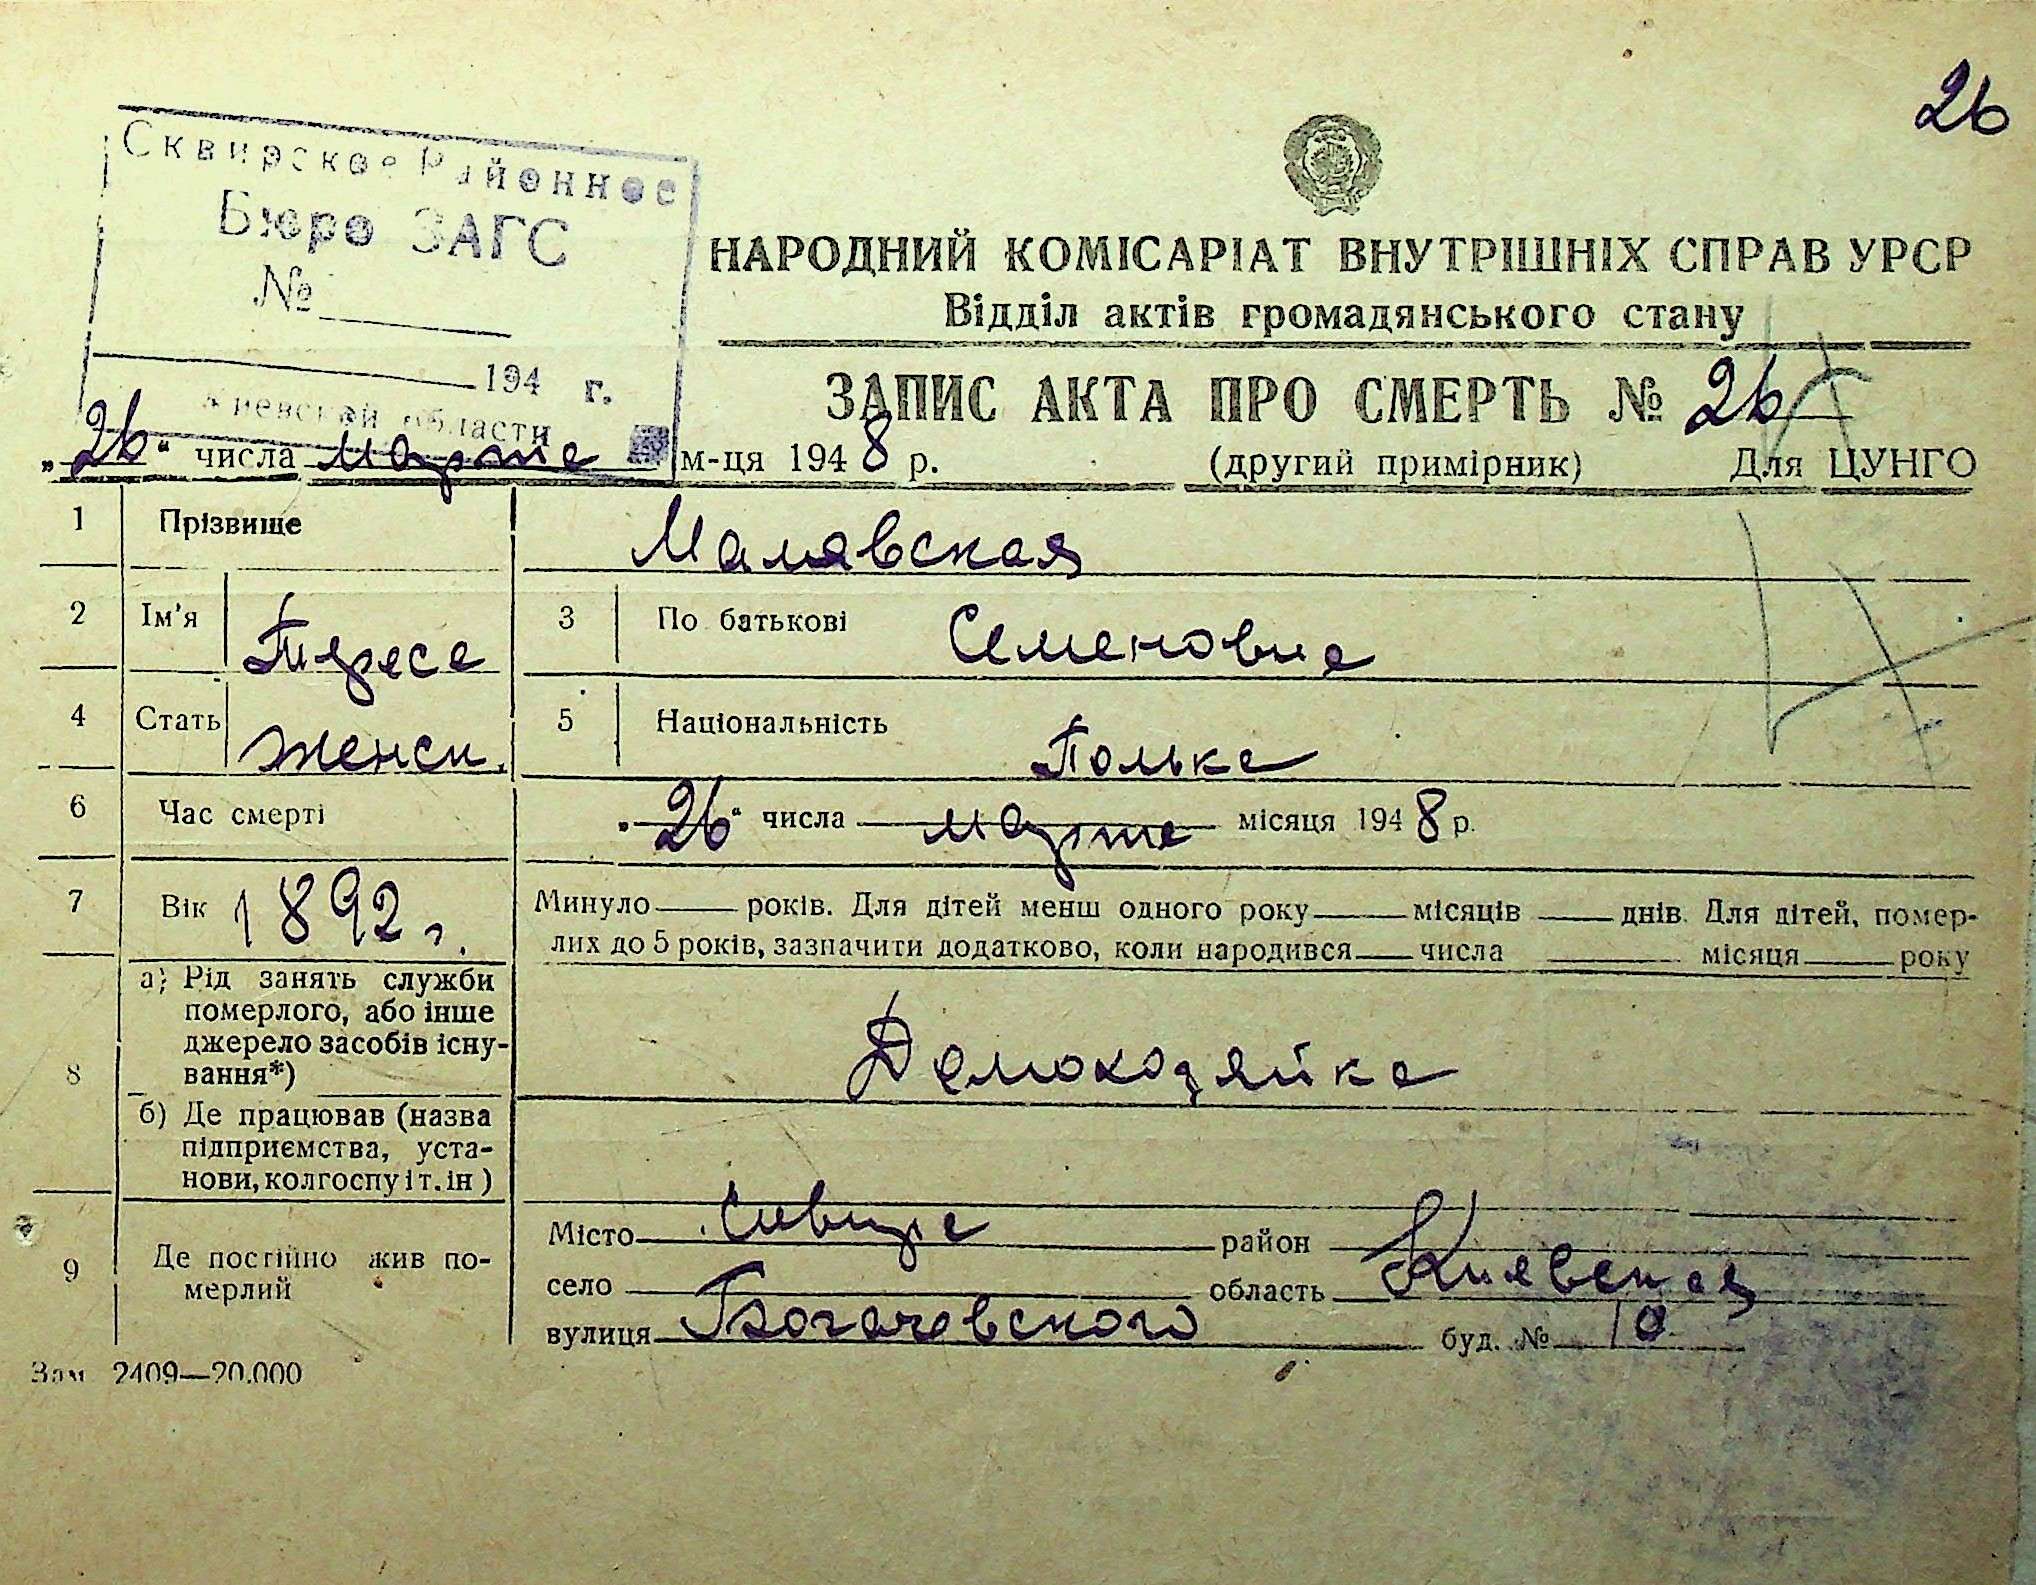 26
Сквирское Районное
Бюро ЗАГС
№
194 г.
Киевской области
НАРОДНИЙ КОМІСАРІАТ ВНУТРІШНІХ СПРАВ УРСР
Відділ актів громадянського стану
ЗАПИС АКТА ПРО СМЕРТЬ № 26
„26“ числа марта м-ця 1948 р. (другий примірник) Для ЦУНГО
1 Прізвище Малявская
2 Ім'я Тереса 3 По батькові Семеновна
4 Стать женск. 5 Національність Полька
6 Час смерті „26“ числа марта місяця 1948 р.
7 Вік 1892 г. Минуло року років. Для дітей менш одного року місяців днів. Для дітей, помер-
лих до 5 років, зазначити додатково, коли народився числа місяця року
8 а) Рід занять служби
померлого, або інше
джерело засобів існу-
вання*) Домохозяйка
б) Де працював (назва
підприємства, уста-
нови, колгоспу і т. ін)
9 Де постійно жив по-
мерлий
Місто Сквира район
село область Киевская
вулиця Богачевского буд. № 10
Зам 2409—20.000